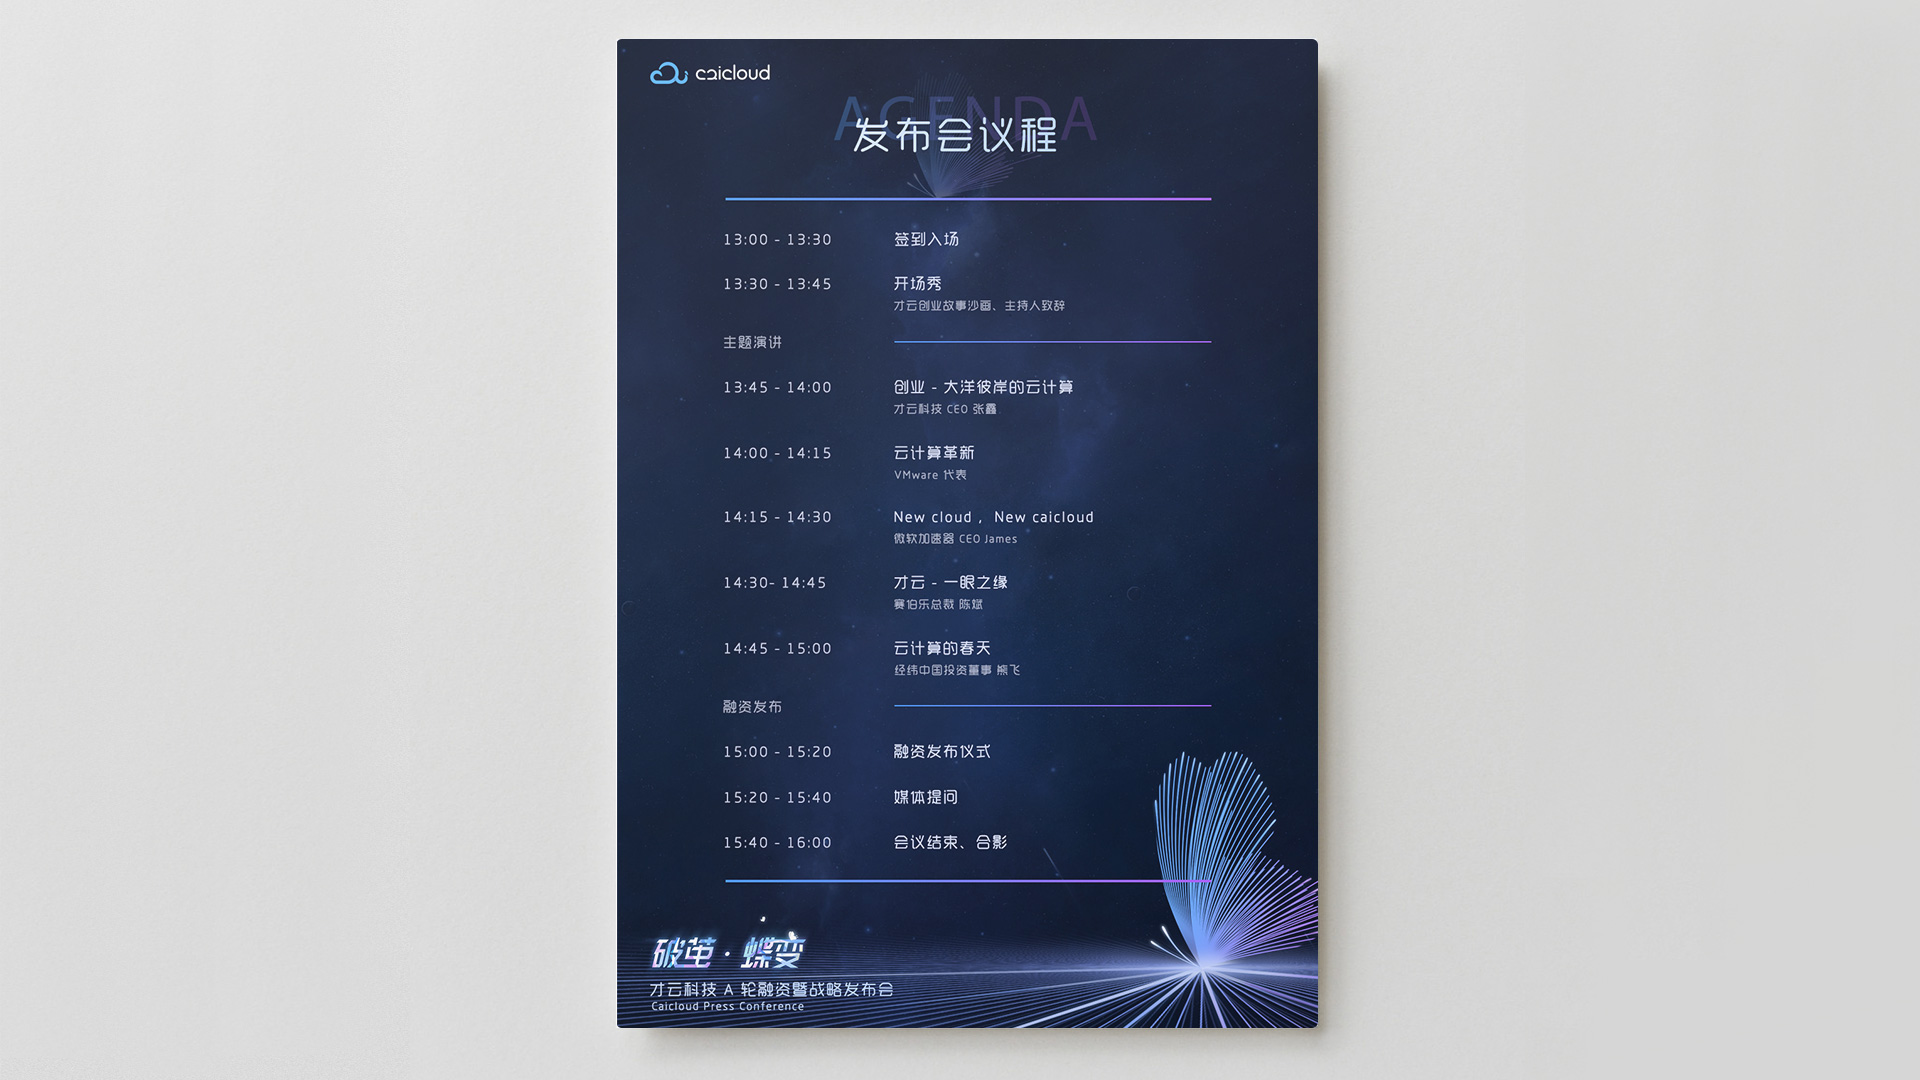 caicloud
AGENDA
发布会议程
13:00 - 13:30 签到入场
13:30 - 13:45 开场秀
才云创业故事沙画、主持人致辞
主题演讲
13:45 - 14:00 创业 - 大洋彼岸的云计算
才云科技 CEO 张鑫
14:00 - 14:15 云计算革新
VMware 代表
14:15 - 14:30 New cloud ,  New caicloud
微软加速器 CEO James
14:30- 14:45 才云 - 一眼之缘
赛伯乐总裁 陈斌
14:45 - 15:00 云计算的春天
经纬中国投资董事 熊飞
融资发布
15:00 - 15:20 融资发布仪式
15:20 - 15:40 媒体提问
15:40 - 16:00 会议结束、合影
破茧 · 蝶变
才云科技 A 轮融资暨战略发布会
Caicloud Press Conference